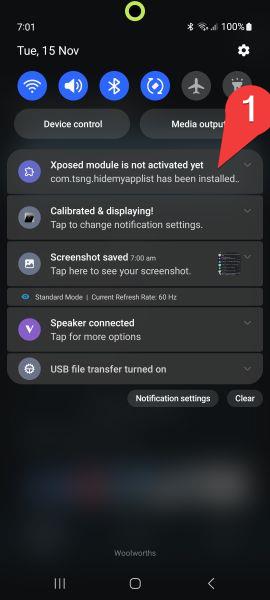 7:01
100%
Tue, 15 Nov
Device control
Media output
1
Xposed module is not activated yet
com.tsng.hidemyapplist has been installed..
Calibrated & displaying!
Tap to change notification settings.
Screenshot saved 7:00 am
Tap here to see your screenshot.
Standard Mode | Current Refresh Rate: 60 Hz
Speaker connected
Tap for more options
USB file transfer turned on
Notification settings
Clear
Woolworths